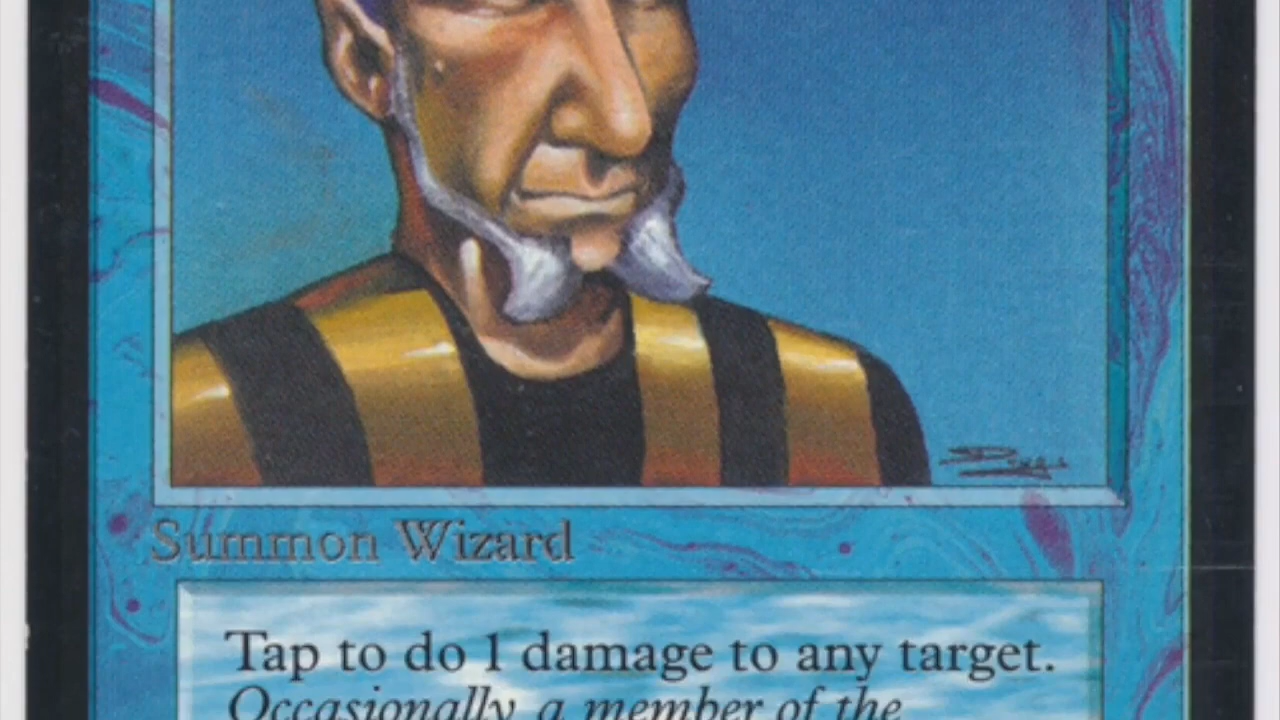 Summon Wizard
Tap to do 1 damage to any target.
Occasionally a member of the